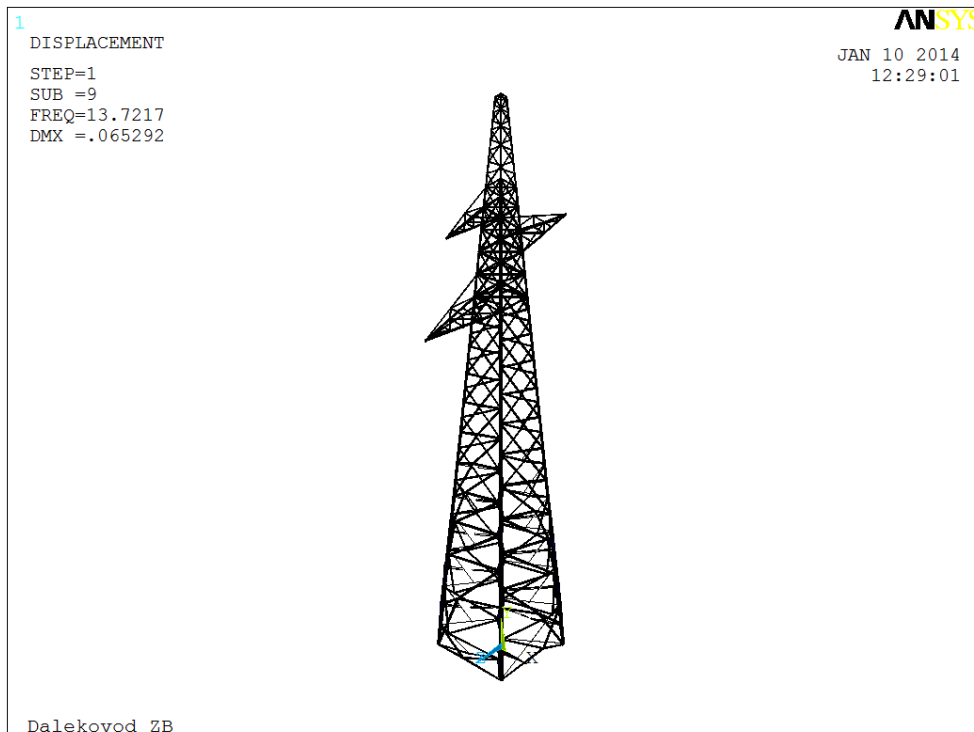 1
DISPLACEMENT
STEP=1
SUB =9
FREQ=13.7217
DMX =.065292
ANSYS
JAN 10 2014
12:29:01
Y
Z
X
Dalekovod ZB